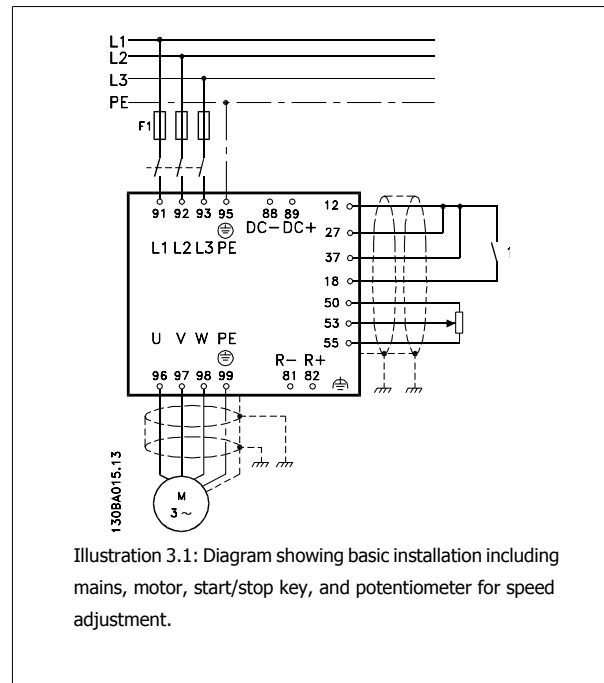 L1
L2
L3
PE
F1
91 92 93 95 88 89 12
DC- DC+
27
L1 L2 L3 PE
37
18
50
U V W PE
53
55
R- R+
96 97 98 99 81 82
130BA015.13
M
3 ~
Illustration 3.1: Diagram showing basic installation including
mains, motor, start/stop key, and potentiometer for speed
adjustment.